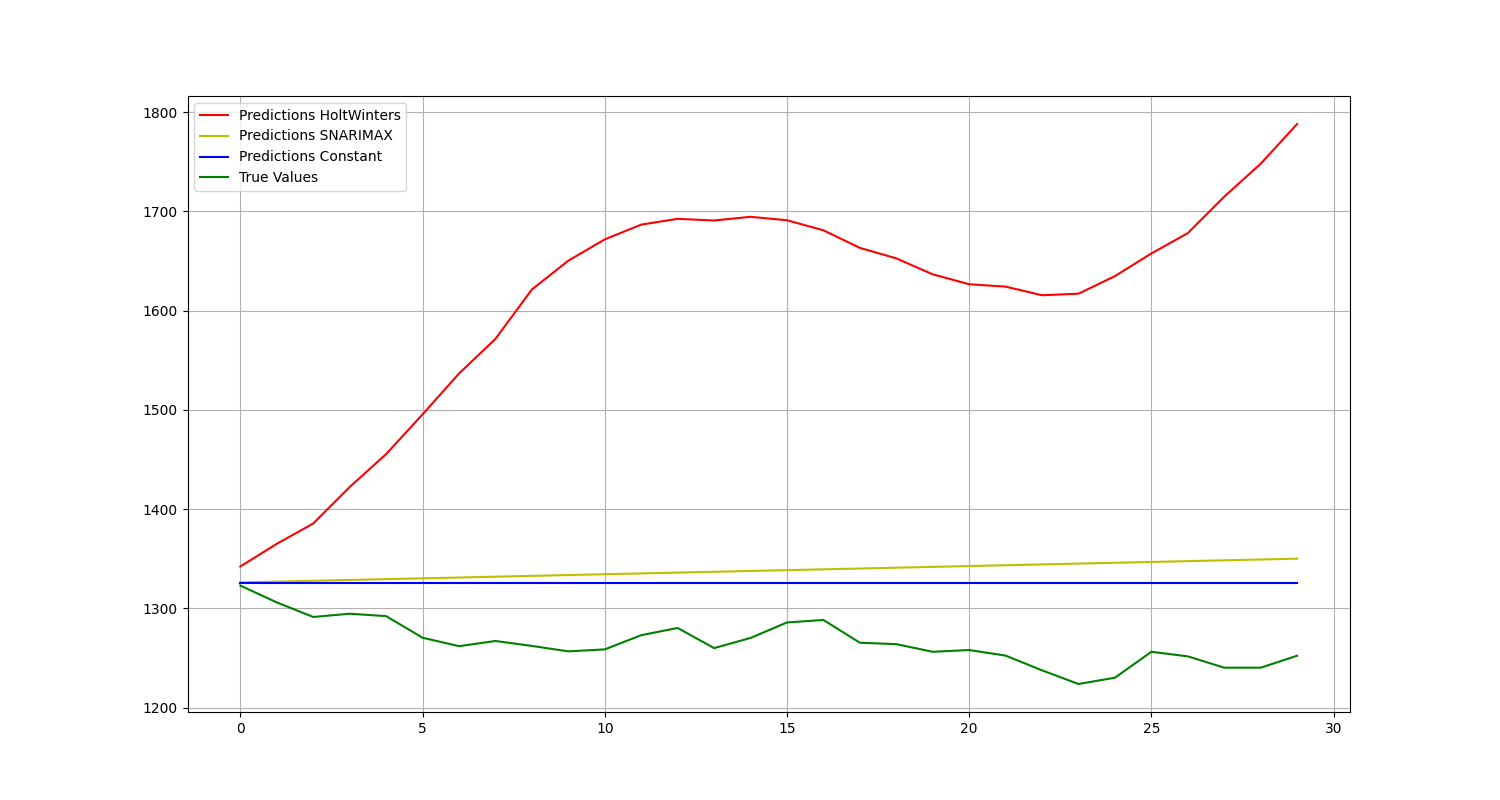 Predictions HoltWinters
Predictions SNARIMAX
Predictions Constant
True Values
1800
1700
1600
1500
1400
1300
1200
0 5 10 15 20 25 30